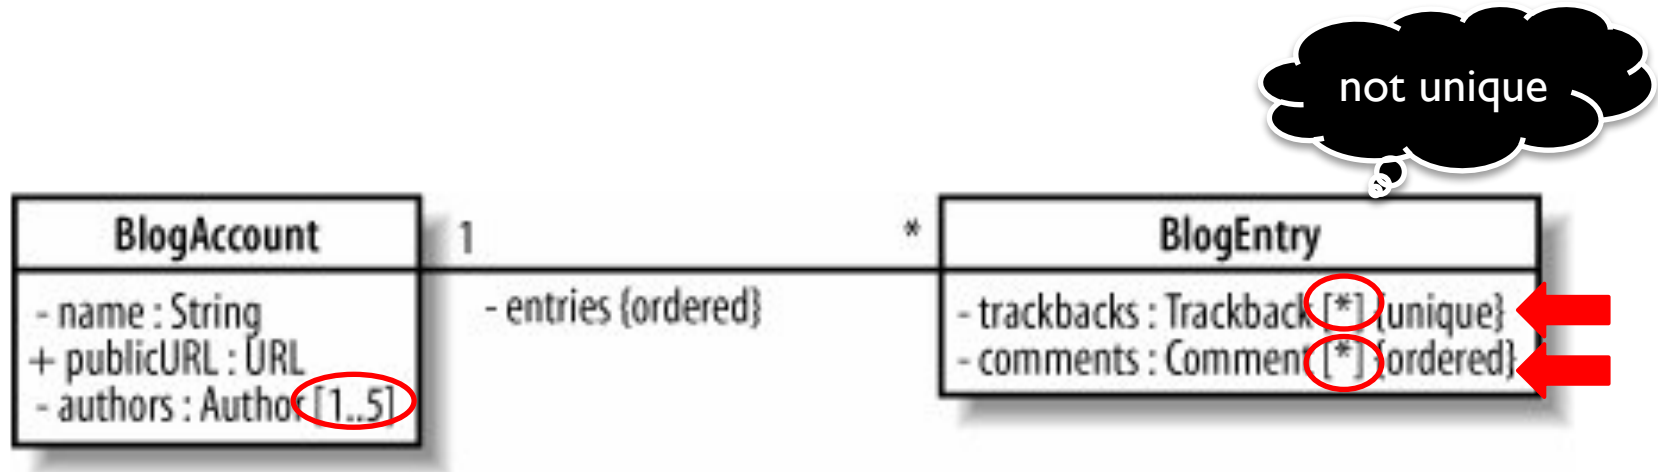 not unique
BlogAccount
1
*
BlogEntry
- name : String
+ publicURL : URL
- authors : Author [1..5]
- entries {ordered}
- trackbacks : Trackback [*] {unique}
- comments : Comment [*] {ordered}